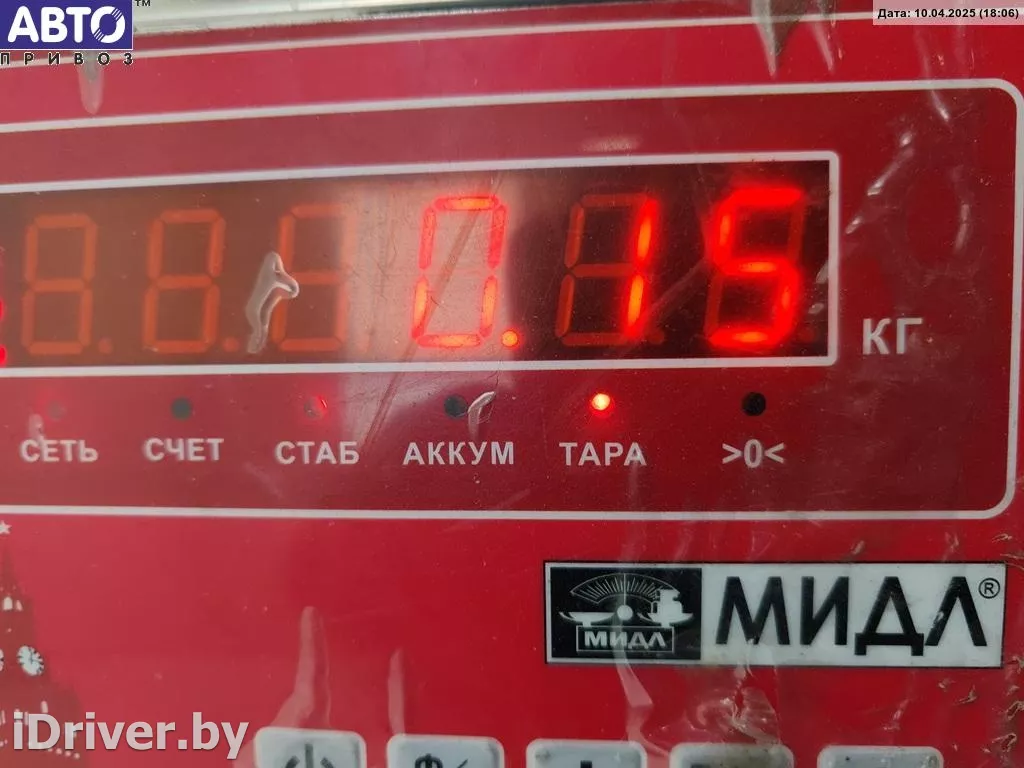 АВТО™
ПРИВОЗ
Дата: 10.04.2025 (18:06)
0.15
КГ
СЕТЬ СЧЕТ СТАБ АККУМ ТАРА >0<
МИДЛ
МИДЛ®
iDriver.by